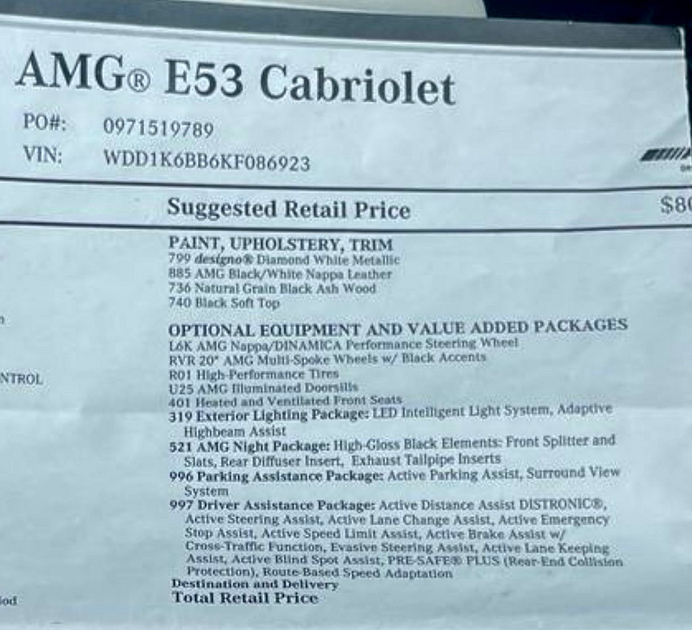 AMG® E53 Cabriolet
PO#: 0971519789
VIN: WDD1K6BB6KF086923
Suggested Retail Price $80
PAINT, UPHOLSTERY, TRIM
799 designo® Diamond White Metallic
885 AMG Black/White Nappa Leather
736 Natural Grain Black Ash Wood
740 Black Soft Top
OPTIONAL EQUIPMENT AND VALUE ADDED PACKAGES
L6K AMG Nappa/DINAMICA Performance Steering Wheel
RVR 20" AMG Multi-Spoke Wheels w/ Black Accents
NTROL
R01 High-Performance Tires
U25 AMG Illuminated Doorsills
401 Heated and Ventilated Front Seats
319 Exterior Lighting Package: LED Intelligent Light System, Adaptive
Highbeam Assist
521 AMG Night Package: High-Gloss Black Elements: Front Splitter and
Slats, Rear Diffuser Insert, Exhaust Tailpipe Inserts
996 Parking Assistance Package: Active Parking Assist, Surround View
System
997 Driver Assistance Package: Active Distance Assist DISTRONIC®,
Active Steering Assist, Active Lane Change Assist, Active Emergency
Stop Assist, Active Speed Limit Assist, Active Brake Assist w/
Cross-Traffic Function, Evasive Steering Assist, Active Lane Keeping
Assist, Active Blind Spot Assist, PRE-SAFE® PLUS (Rear-End Collision
Protection), Route-Based Speed Adaptation
Destination and Delivery
iod
Total Retail Price